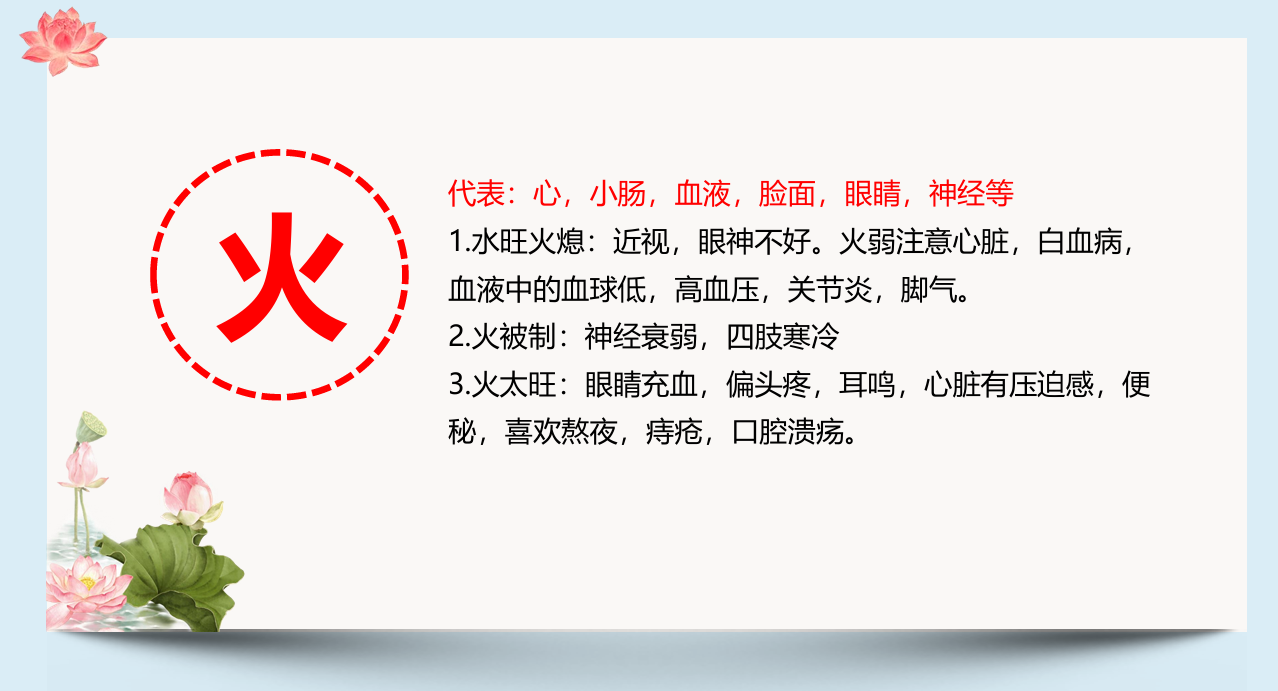 火
代表：心，小肠，血液，脸面，眼睛，神经等
1.水旺火熄：近视，眼神不好。火弱注意心脏，白血病，
血液中的血球低，高血压，关节炎，脚气。
2.火被制：神经衰弱，四肢寒冷
3.火太旺：眼睛充血，偏头疼，耳鸣，心脏有压迫感，便
秘，喜欢熬夜，痔疮，口腔溃疡。